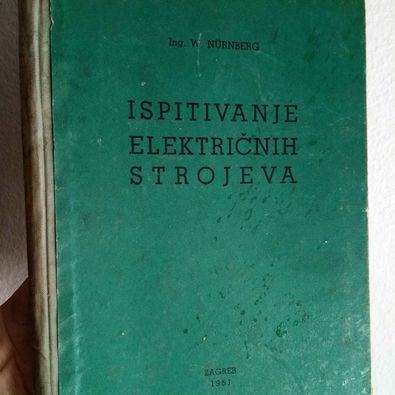 Ing. W. NÜRNBERG
ISPITIVANJE
ELEKTRIČNIH
STROJEVA
ZAGREB
1951